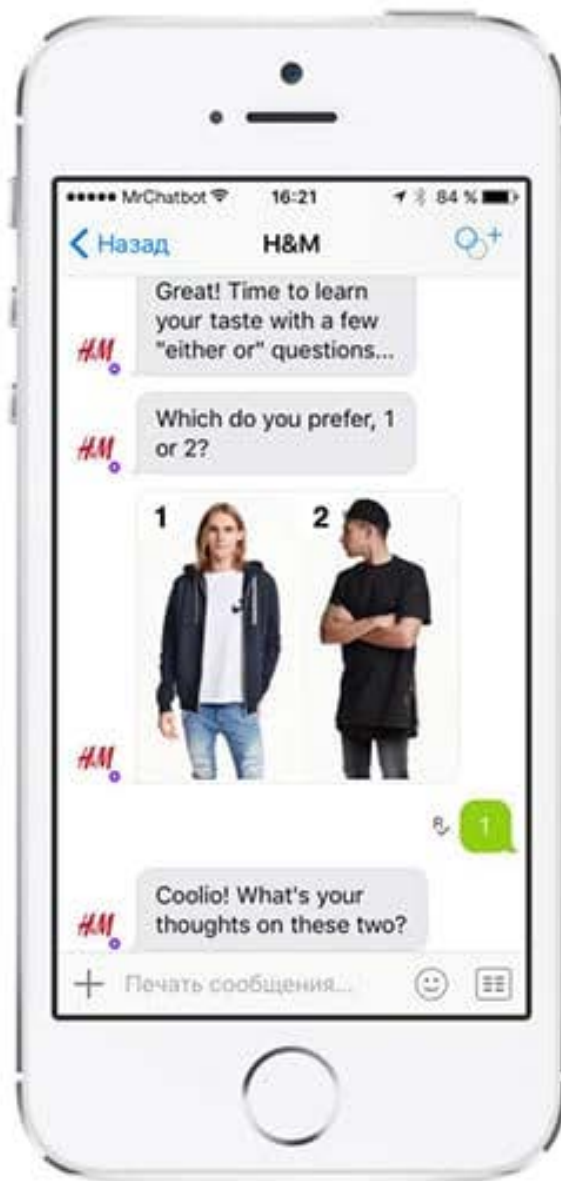 MrChatbot 16:21 84 %
Назад H&M
Great! Time to learn
your taste with a few
"either or" questions...
H&M
Which do you prefer, 1
or 2?
H&M
1 2
H&M
R 1
Coolio! What's your
thoughts on these two?
H&M
Печать сообщения...